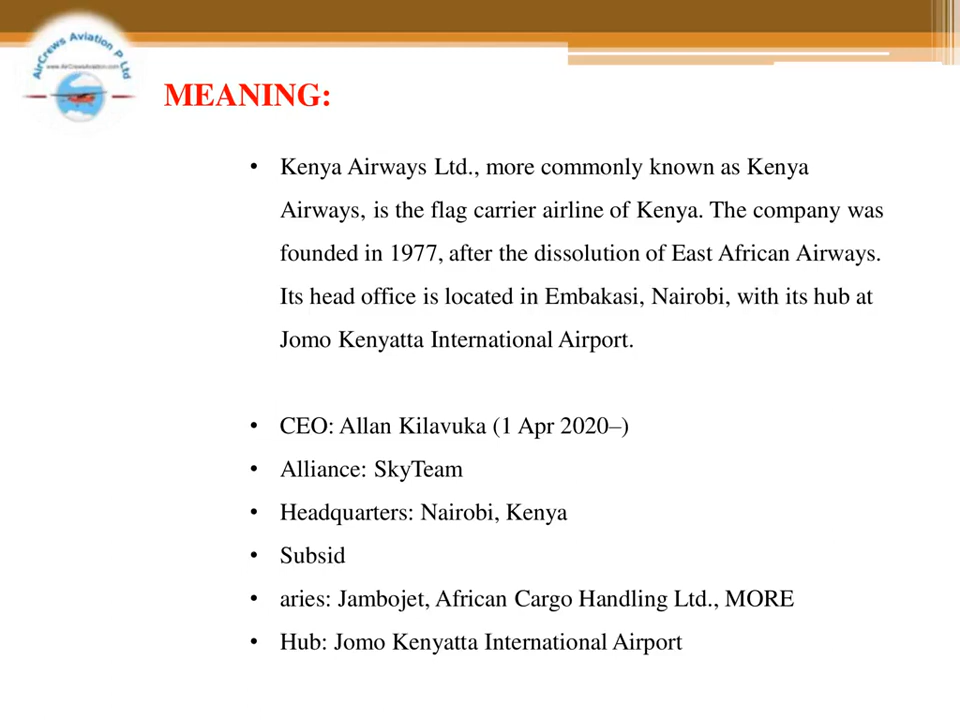 AirCrews Aviation P Ltd
www.AirCrewsAviation.com
MEANING:
• Kenya Airways Ltd., more commonly known as Kenya
Airways, is the flag carrier airline of Kenya. The company was
founded in 1977, after the dissolution of East African Airways.
Its head office is located in Embakasi, Nairobi, with its hub at
Jomo Kenyatta International Airport.
• CEO: Allan Kilavuka (1 Apr 2020–)
• Alliance: SkyTeam
• Headquarters: Nairobi, Kenya
• Subsid
• aries: Jambojet, African Cargo Handling Ltd., MORE
• Hub: Jomo Kenyatta International Airport